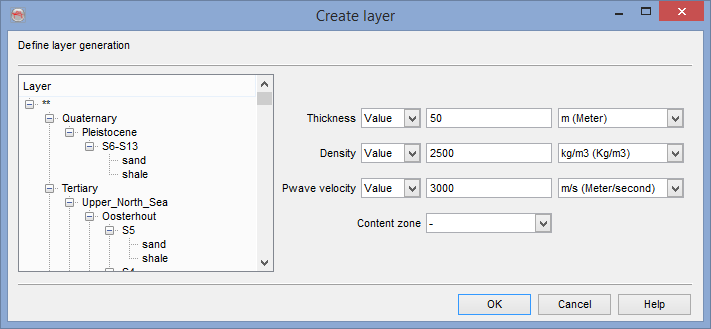 Create layer
Define layer generation
Layer
**
Quaternary
Pleistocene
S6-S13
sand
shale
Tertiary
Upper_North_Sea
Oosterhout
S5
sand
shale
S4
Thickness Value 50 m (Meter)
Density Value 2500 kg/m3 (Kg/m3)
Pwave velocity Value 3000 m/s (Meter/second)
Content zone -
OK Cancel Help